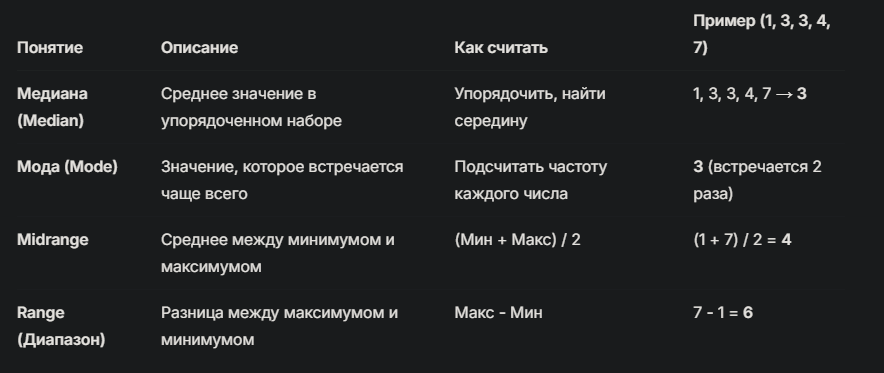 Пример (1, 3, 3, 4,
Понятие Описание Как считать 7)
Медиана Среднее значение в Упорядочить, найти 1, 3, 3, 4, 7 → 3
(Median) упорядоченном наборе середину
Мода (Mode) Значение, которое встречается Подсчитать частоту 3 (встречается 2
чаще всего каждого числа раза)
Midrange Среднее между минимумом и (Мин + Макс) / 2 (1 + 7) / 2 = 4
максимумом
Range Разница между максимумом и Макс - Мин 7 - 1 = 6
(Диапазон) минимумом